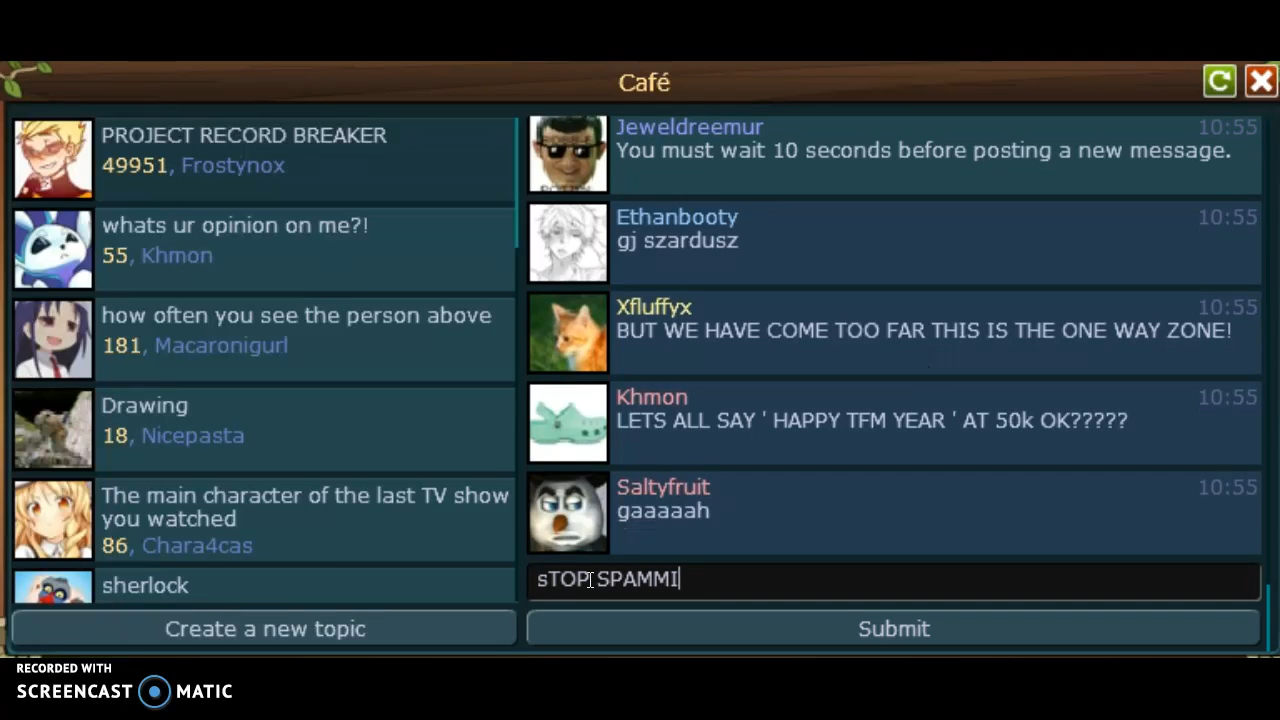 Café
PROJECT RECORD BREAKER
49951, Frostynox
whats ur opinion on me?!
55, Khmon
how often you see the person above
181, Macaronigurl
Drawing
18, Nicepasta
The main character of the last TV show
you watched
86, Chara4cas
sherlock
Create a new topic
Jeweldreemur 10:55
You must wait 10 seconds before posting a new message.
Ethanbooty 10:55
gj szardusz
Xfluffyx 10:55
BUT WE HAVE COME TOO FAR THIS IS THE ONE WAY ZONE!
Khmon 10:55
LETS ALL SAY ' HAPPY TFM YEAR ' AT 50k OK?????
Saltyfruit 10:55
gaaaaah
sTOP SPAMMI
Submit
RECORDED WITH
SCREENCAST MATIC